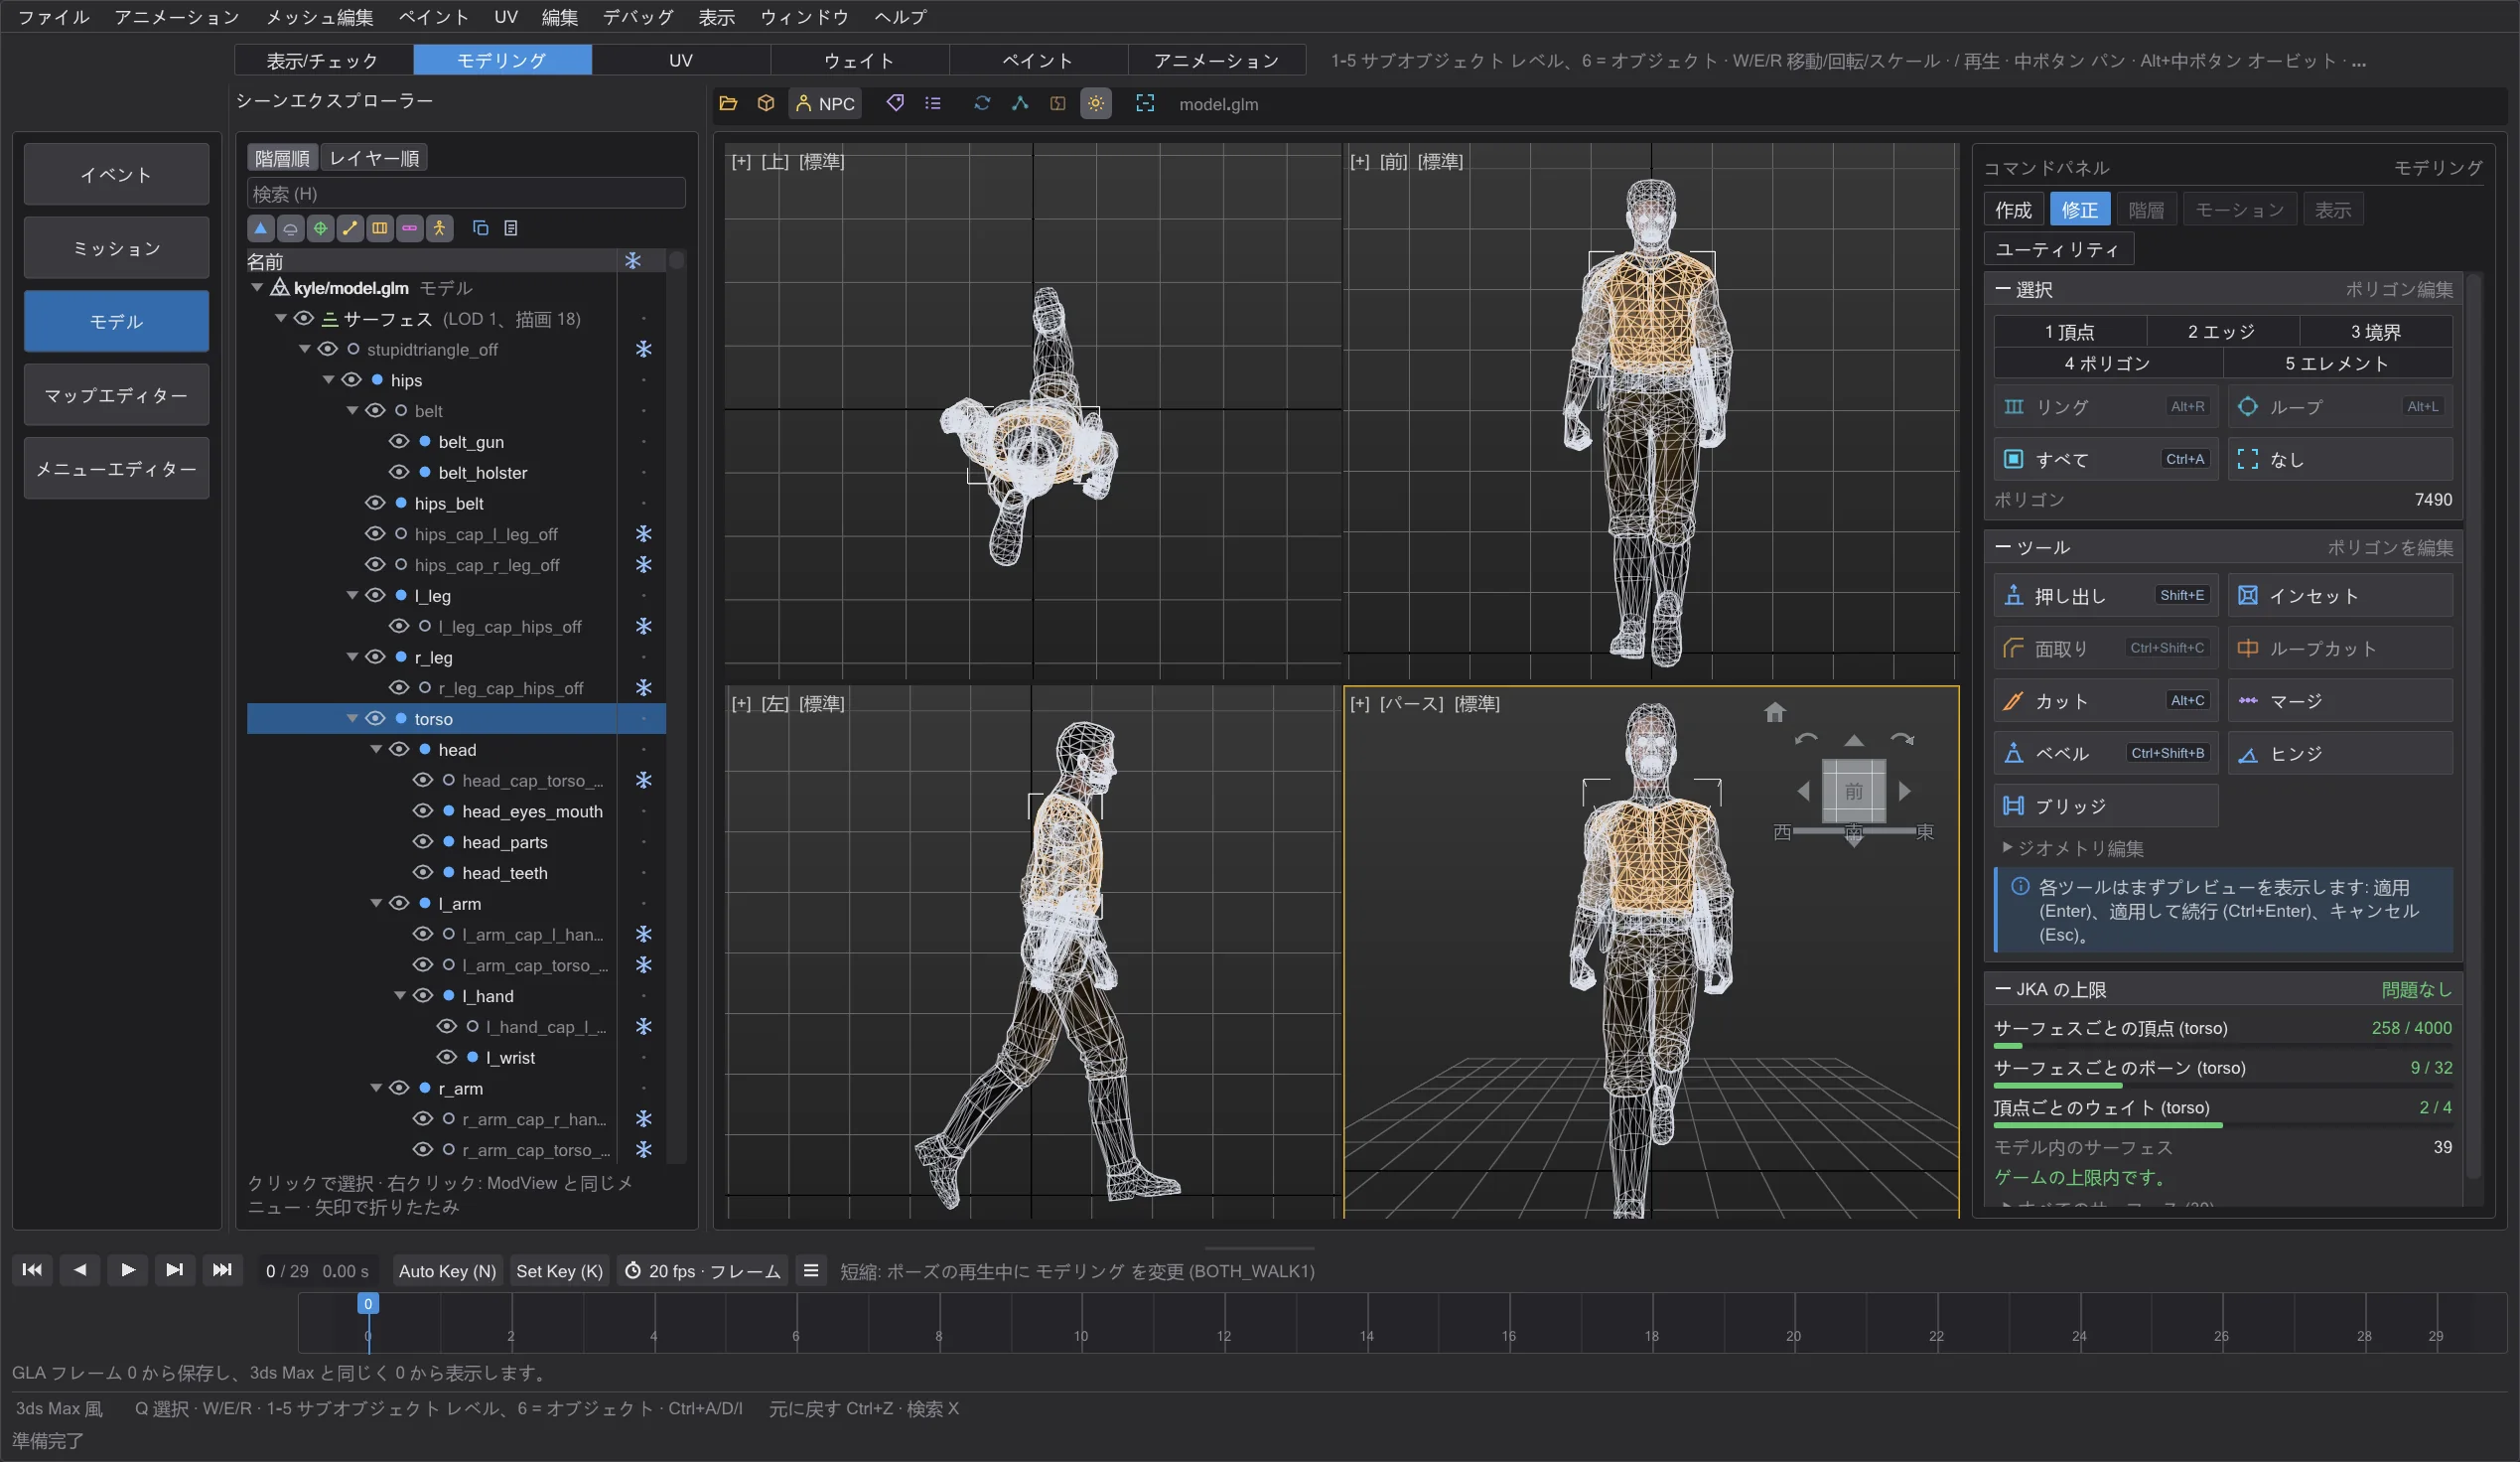 ファイル アニメーション メッシュ編集 ペイント UV 編集 デバッグ 表示 ウィンドウ ヘルプ
表示/チェック モデリング UV ウェイト ペイント アニメーション 1-5 サブオブジェクト レベル、6 = オブジェクト · W/E/R 移動/回転/スケール · / 再生 · 中ボタン パン · Alt+中ボタン オービット · ...
イベント
ミッション
モデル
マップエディター
メニューエディター
シーンエクスプローラー
階層順 レイヤー順
検索 (H)
名前
kyle/model.glm モデル
サーフェス (LOD 1、描画 18)
stupidtriangle_off
hips
belt
belt_gun
belt_holster
hips_belt
hips_cap_l_leg_off
hips_cap_r_leg_off
l_leg
l_leg_cap_hips_off
r_leg
r_leg_cap_hips_off
torso
head
head_cap_torso_...
head_eyes_mouth
head_parts
head_teeth
l_arm
l_arm_cap_l_han...
l_arm_cap_torso_...
l_hand
l_hand_cap_l_...
l_wrist
r_arm
r_arm_cap_r_han...
r_arm_cap_torso_...
クリックで選択 · 右クリック: ModView と同じメ
ニュー · 矢印で折りたたみ
NPC model.glm
[+] [上] [標準]
[+] [前] [標準]
[+] [左] [標準]
[+] [パース] [標準]
前
西 南 東
コマンドパネル モデリング
作成 修正 階層 モーション 表示
ユーティリティ
選択 ポリゴン編集
1 頂点 2 エッジ 3 境界
4 ポリゴン 5 エレメント
リング Alt+R ループ Alt+L
すべて Ctrl+A なし
ポリゴン 7490
ツール ポリゴンを編集
押し出し Shift+E インセット
面取り Ctrl+Shift+C ループカット
カット Alt+C マージ
ベベル Ctrl+Shift+B ヒンジ
ブリッジ
ジオメトリ編集
各ツールはまずプレビューを表示します: 適用
(Enter)、適用して続行 (Ctrl+Enter)、キャンセル
(Esc)。
JKA の上限 問題なし
サーフェスごとの頂点 (torso) 258 / 4000
サーフェスごとのボーン (torso) 9 / 32
頂点ごとのウェイト (torso) 2 / 4
モデル内のサーフェス 39
ゲームの上限内です。
0 / 29 0.00 s Auto Key (N) Set Key (K) 20 fps · フレーム 短縮: ポーズの再生中に モデリング を変更 (BOTH_WALK1)
0
0 2 4 6 8 10 12 14 16 18 20 22 24 26 28 29
GLA フレーム 0 から保存し、3ds Max と同じく 0 から表示します。
3ds Max 風 Q 選択 · W/E/R · 1-5 サブオブジェクト レベル、6 = オブジェクト · Ctrl+A/D/I 元に戻す Ctrl+Z · 検索 X
準備完了